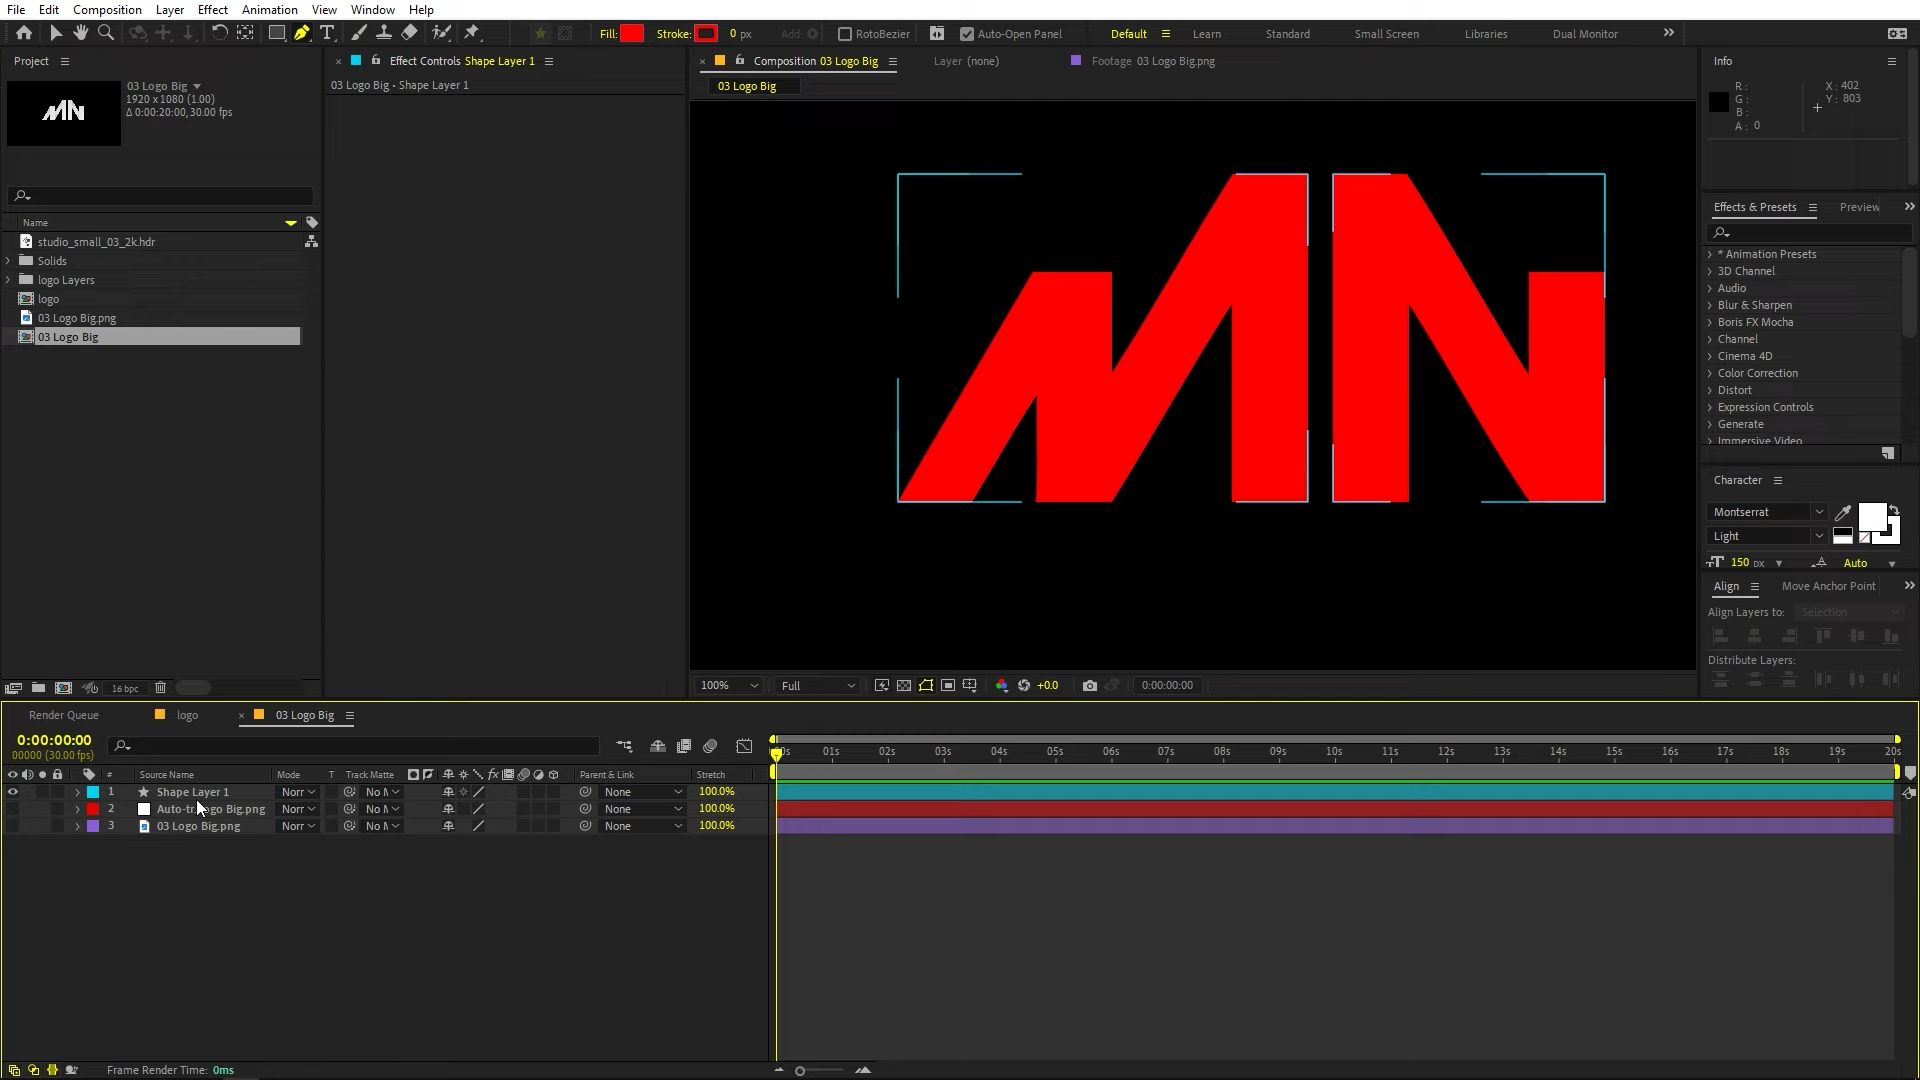 File Edit Composition Layer Effect Animation View Window Help
Fill: Stroke: 0 px Add: RotoBezier Auto-Open Panel Default Learn Standard Small Screen Libraries Dual Monitor
Project
03 Logo Big
1920 x 1080 (1.00)
Δ 0:00:20:00, 30.00 fps
Name
studio_small_03_2k.hdr
Solids
logo Layers
logo
03 Logo Big.png
03 Logo Big
16 bpc
Effect Controls Shape Layer 1
03 Logo Big • Shape Layer 1
Composition 03 Logo Big Layer (none) Footage 03 Logo Big.png
03 Logo Big
MN
100% Full +0.0 0:00:00:00
Info
R :
G :
B :
A : 0
X : 402
Y : 803
Effects & Presets Preview
* Animation Presets
3D Channel
Audio
Blur & Sharpen
Boris FX Mocha
Channel
Cinema 4D
Color Correction
Distort
Expression Controls
Generate
Immersive Video
Character
Montserrat
Light
150 px Auto
Align Move Anchor Point
Align Layers to: Selection
Distribute Layers:
Render Queue logo 03 Logo Big
0:00:00:00
00000 (30.00 fps)
# Source Name Mode T Track Matte fx Parent & Link Stretch
1 Shape Layer 1 Norr No M None 100.0%
2 Auto-tr. ogo Big.png Norr No M None 100.0%
3 03 Logo Big.png Norr No M None 100.0%
00s 01s 02s 03s 04s 05s 06s 07s 08s 09s 10s 11s 12s 13s 14s 15s 16s 17s 18s 19s 20s
Frame Render Time: 0ms